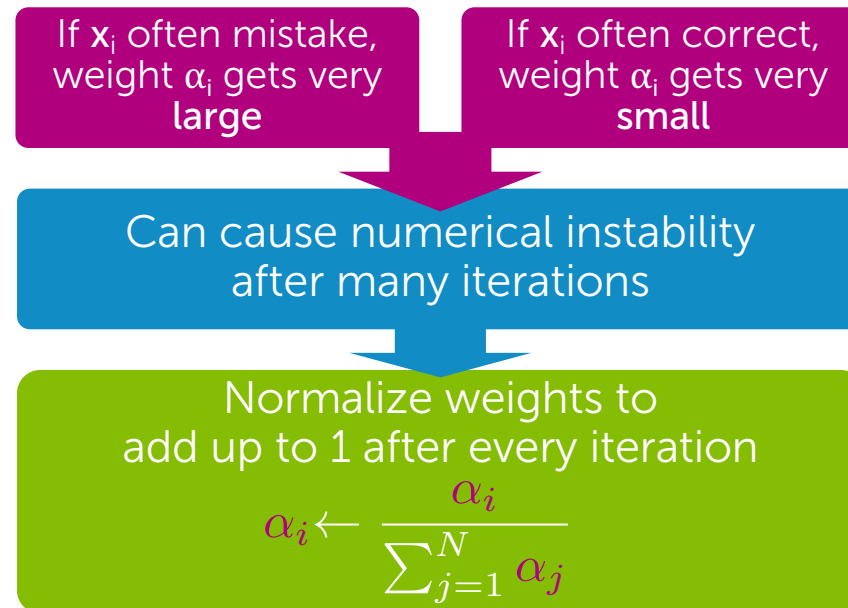 If xᵢ often mistake,
weight αᵢ gets very
large
If xᵢ often correct,
weight αᵢ gets very
small
Can cause numerical instability
after many iterations
Normalize weights to
add up to 1 after every iteration
αᵢ ← αᵢ / ∑_{j=1}^{N} αⱼ